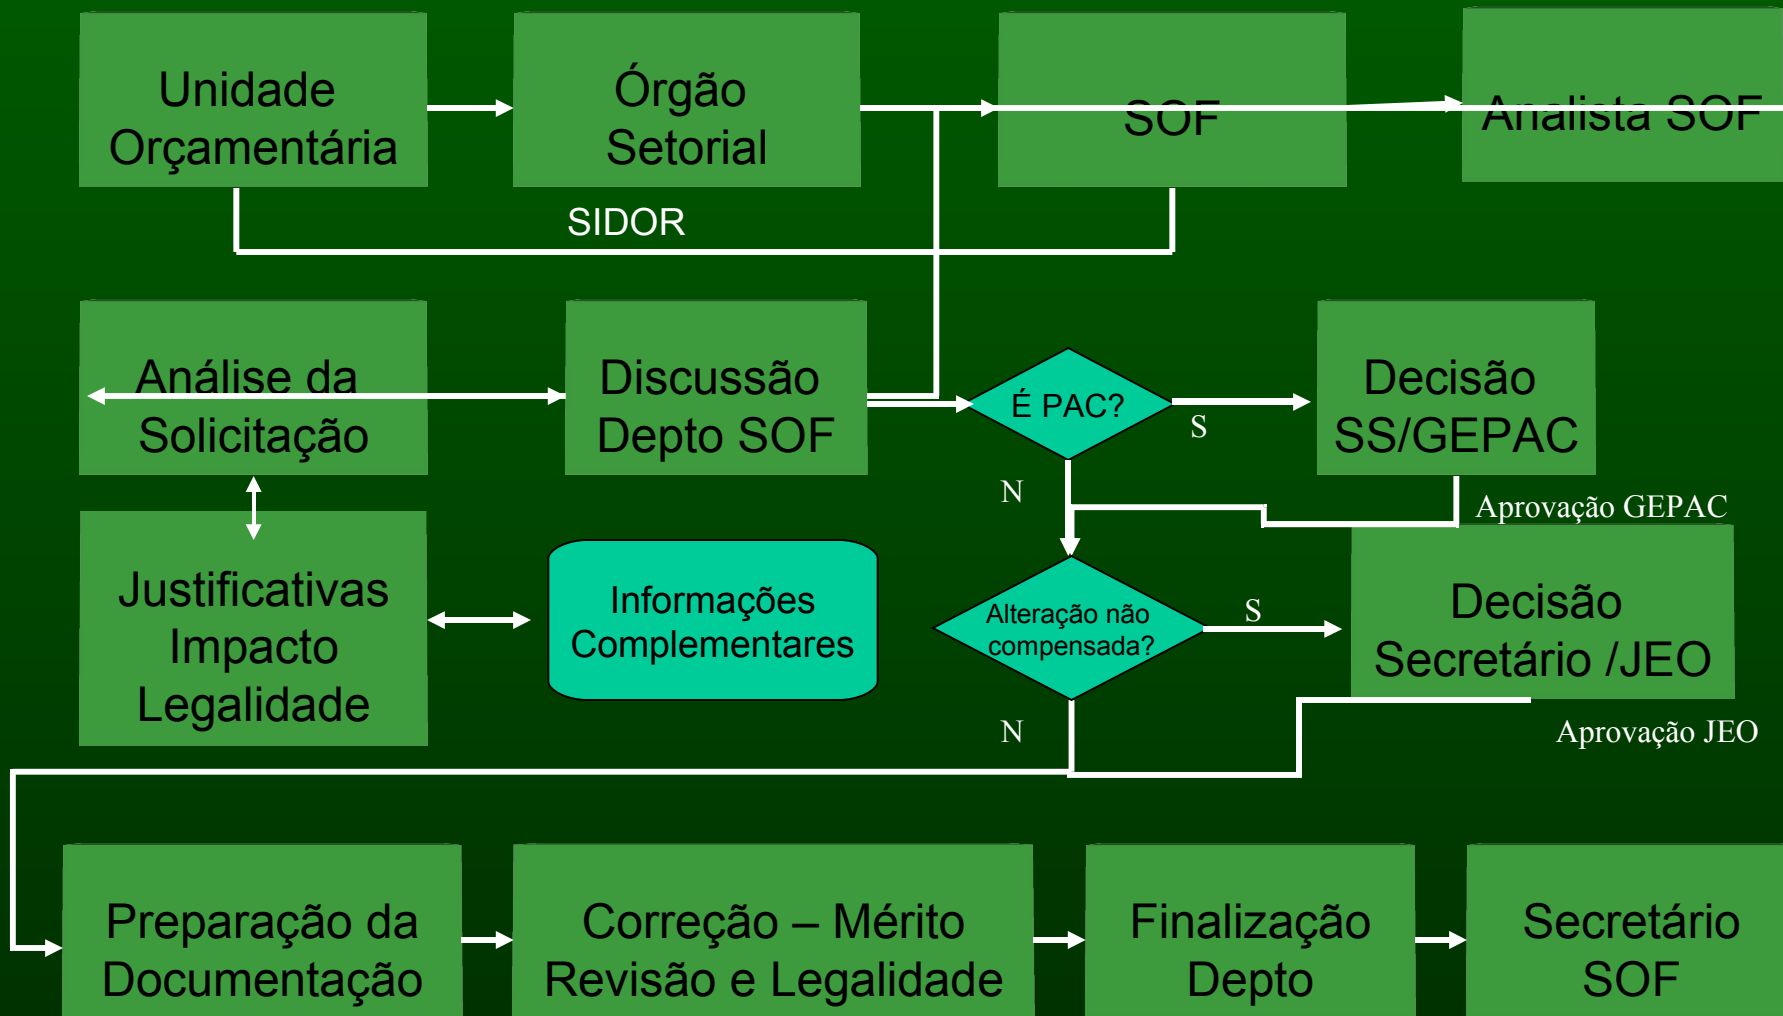 Unidade
Orçamentária
Órgão
Setorial
SOF
Analista SOF
SIDOR
Análise da
Solicitação
Discussão
Depto SOF
É PAC?
S
Decisão
SS/GEPAC
N
Aprovação GEPAC
Justificativas
Impacto
Legalidade
Informações
Complementares
Alteração não
compensada?
S
Decisão
Secretário /JEO
N
Aprovação JEO
Preparação da
Documentação
Correção – Mérito
Revisão e Legalidade
Finalização
Depto
Secretário
SOF